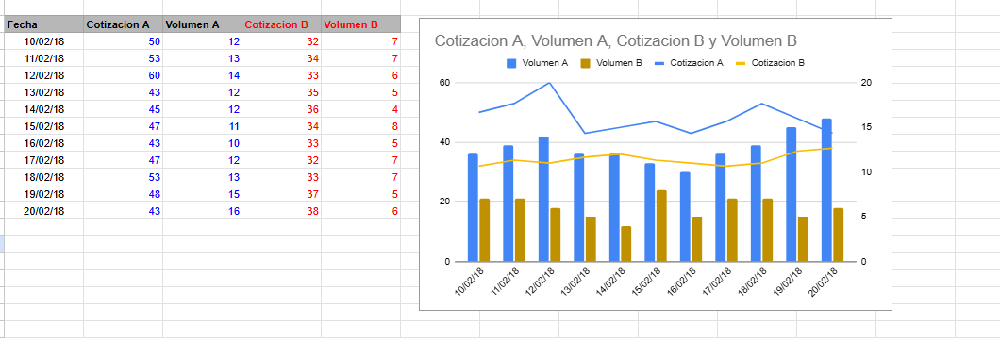 Fecha Cotizacion A Volumen A Cotizacion B Volumen B
10/02/18 50 12 32 7
11/02/18 53 13 34 7
12/02/18 60 14 33 6
13/02/18 43 12 35 5
14/02/18 45 12 36 4
15/02/18 47 11 34 8
16/02/18 43 10 33 5
17/02/18 47 12 32 7
18/02/18 53 13 33 7
19/02/18 48 15 37 5
20/02/18 43 16 38 6
Cotizacion A, Volumen A, Cotizacion B y Volumen B
Volumen A Volumen B Cotizacion A Cotizacion B
60 20
15
40
10
20
5
0 0
10/02/18 11/02/18 12/02/18 13/02/18 14/02/18 15/02/18 16/02/18 17/02/18 18/02/18 19/02/18 20/02/18